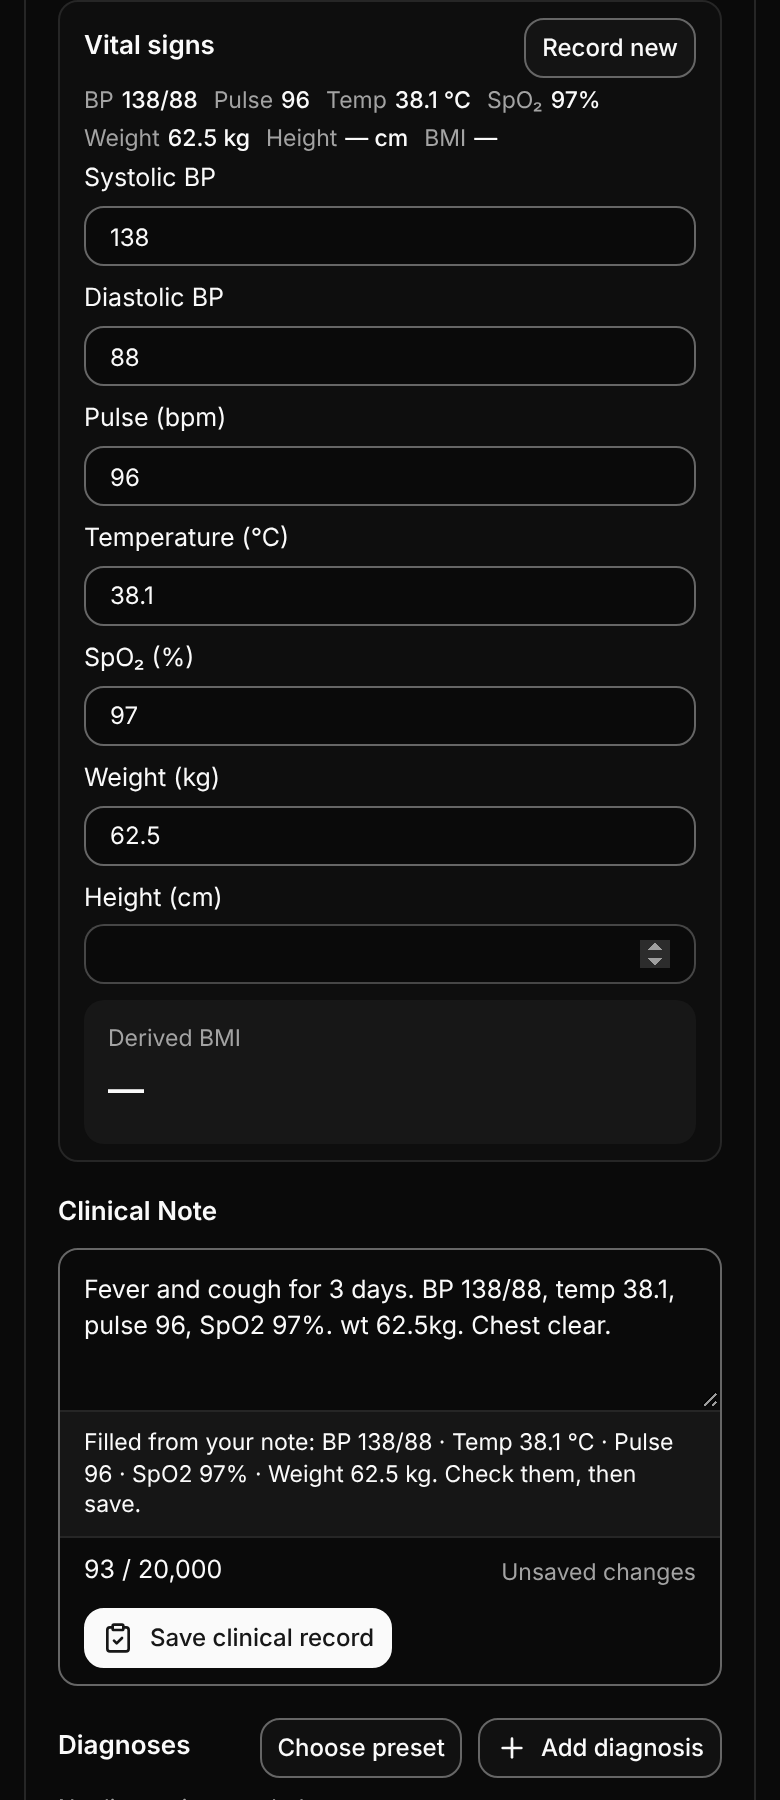 Vital signs
Record new
BP 138/88 Pulse 96 Temp 38.1 °C SpO₂ 97%
Weight 62.5 kg Height — cm BMI —
Systolic BP
138
Diastolic BP
88
Pulse (bpm)
96
Temperature (°C)
38.1
SpO₂ (%)
97
Weight (kg)
62.5
Height (cm)
Derived BMI
—
Clinical Note
Fever and cough for 3 days. BP 138/88, temp 38.1,
pulse 96, SpO2 97%. wt 62.5kg. Chest clear.
Filled from your note: BP 138/88 · Temp 38.1 °C · Pulse
96 · SpO2 97% · Weight 62.5 kg. Check them, then
save.
93 / 20,000
Unsaved changes
Save clinical record
Diagnoses
Choose preset
Add diagnosis